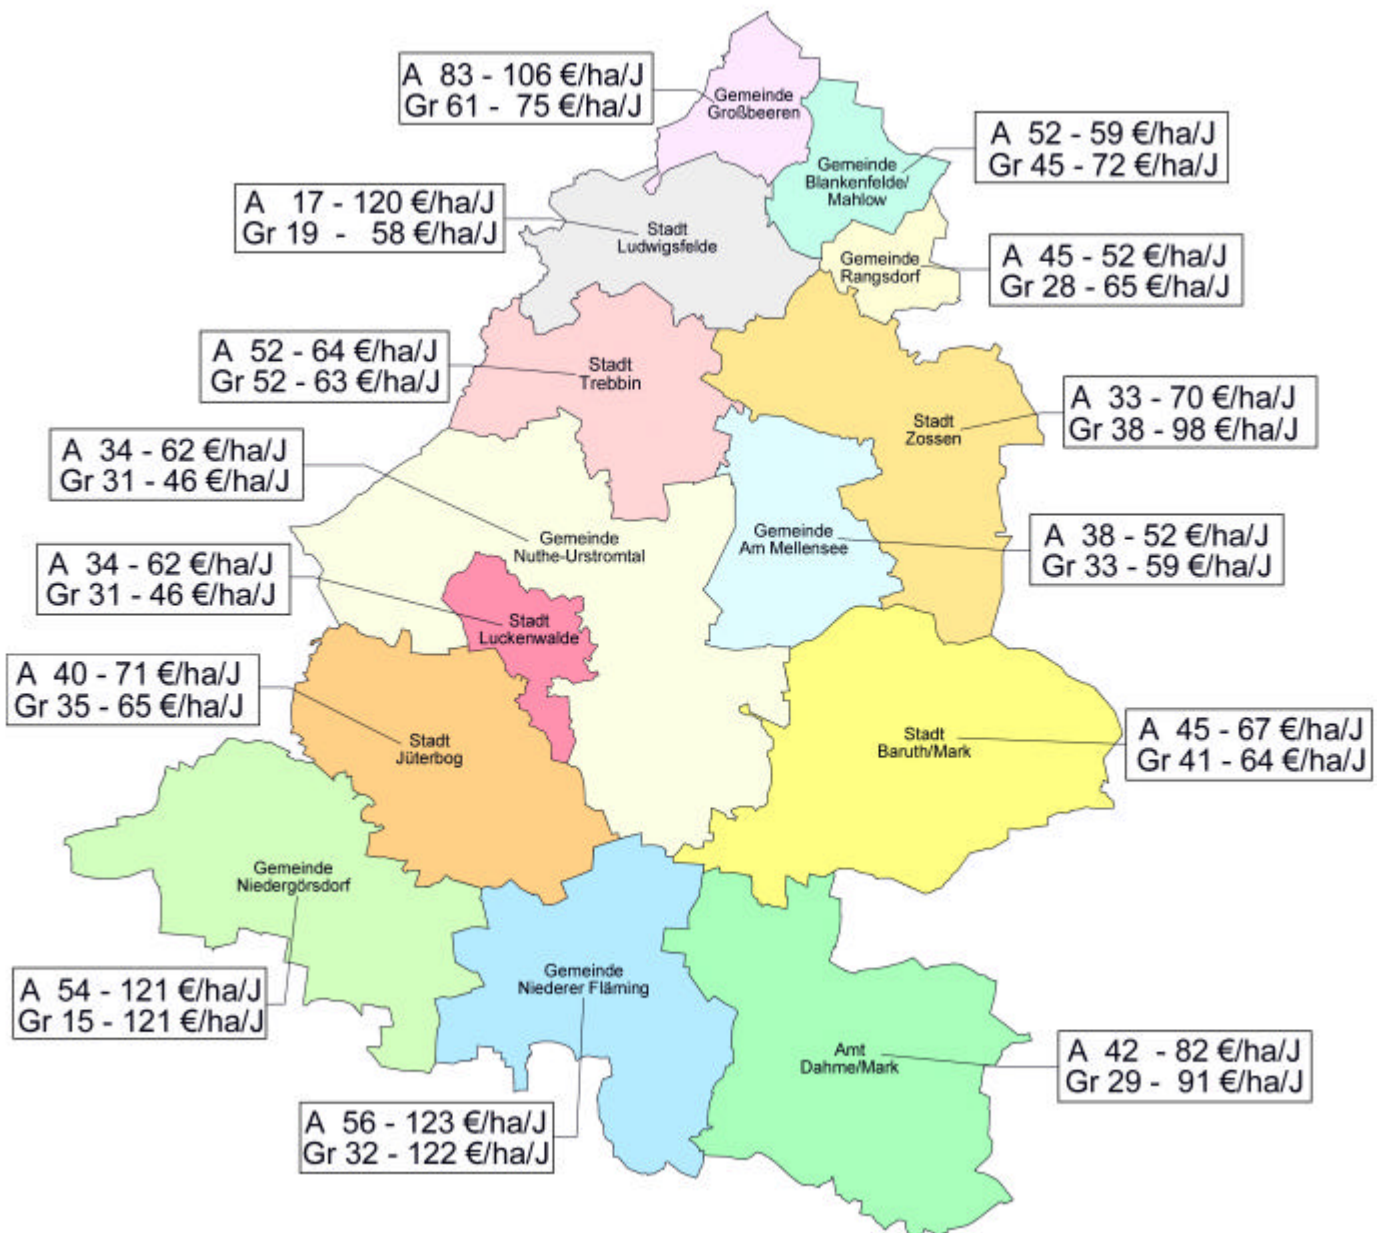 A 83 - 106 €/ha/J
Gr 61 - 75 €/ha/J
Gemeinde
Großbeeren
A 52 - 59 €/ha/J
Gr 45 - 72 €/ha/J
Gemeinde
Blankenfelde/
Mahlow
A 17 - 120 €/ha/J
Gr 19 - 58 €/ha/J
Stadt
Ludwigsfelde
Gemeinde
Rangsdorf
A 45 - 52 €/ha/J
Gr 28 - 65 €/ha/J
A 52 - 64 €/ha/J
Gr 52 - 63 €/ha/J
Stadt
Trebbin
A 33 - 70 €/ha/J
Gr 38 - 98 €/ha/J
Stadt
Zossen
A 34 - 62 €/ha/J
Gr 31 - 46 €/ha/J
Gemeinde
Nuthe-Urstromtal
Gemeinde
Am Mellensee
A 38 - 52 €/ha/J
Gr 33 - 59 €/ha/J
A 34 - 62 €/ha/J
Gr 31 - 46 €/ha/J
Stadt
Luckenwalde
A 40 - 71 €/ha/J
Gr 35 - 65 €/ha/J
Stadt
Jüterbog
Stadt
Baruth/Mark
A 45 - 67 €/ha/J
Gr 41 - 64 €/ha/J
Gemeinde
Niedergörsdorf
A 54 - 121 €/ha/J
Gr 15 - 121 €/ha/J
Gemeinde
Niederer Fläming
A 56 - 123 €/ha/J
Gr 32 - 122 €/ha/J
Amt
Dahme/Mark
A 42 - 82 €/ha/J
Gr 29 - 91 €/ha/J